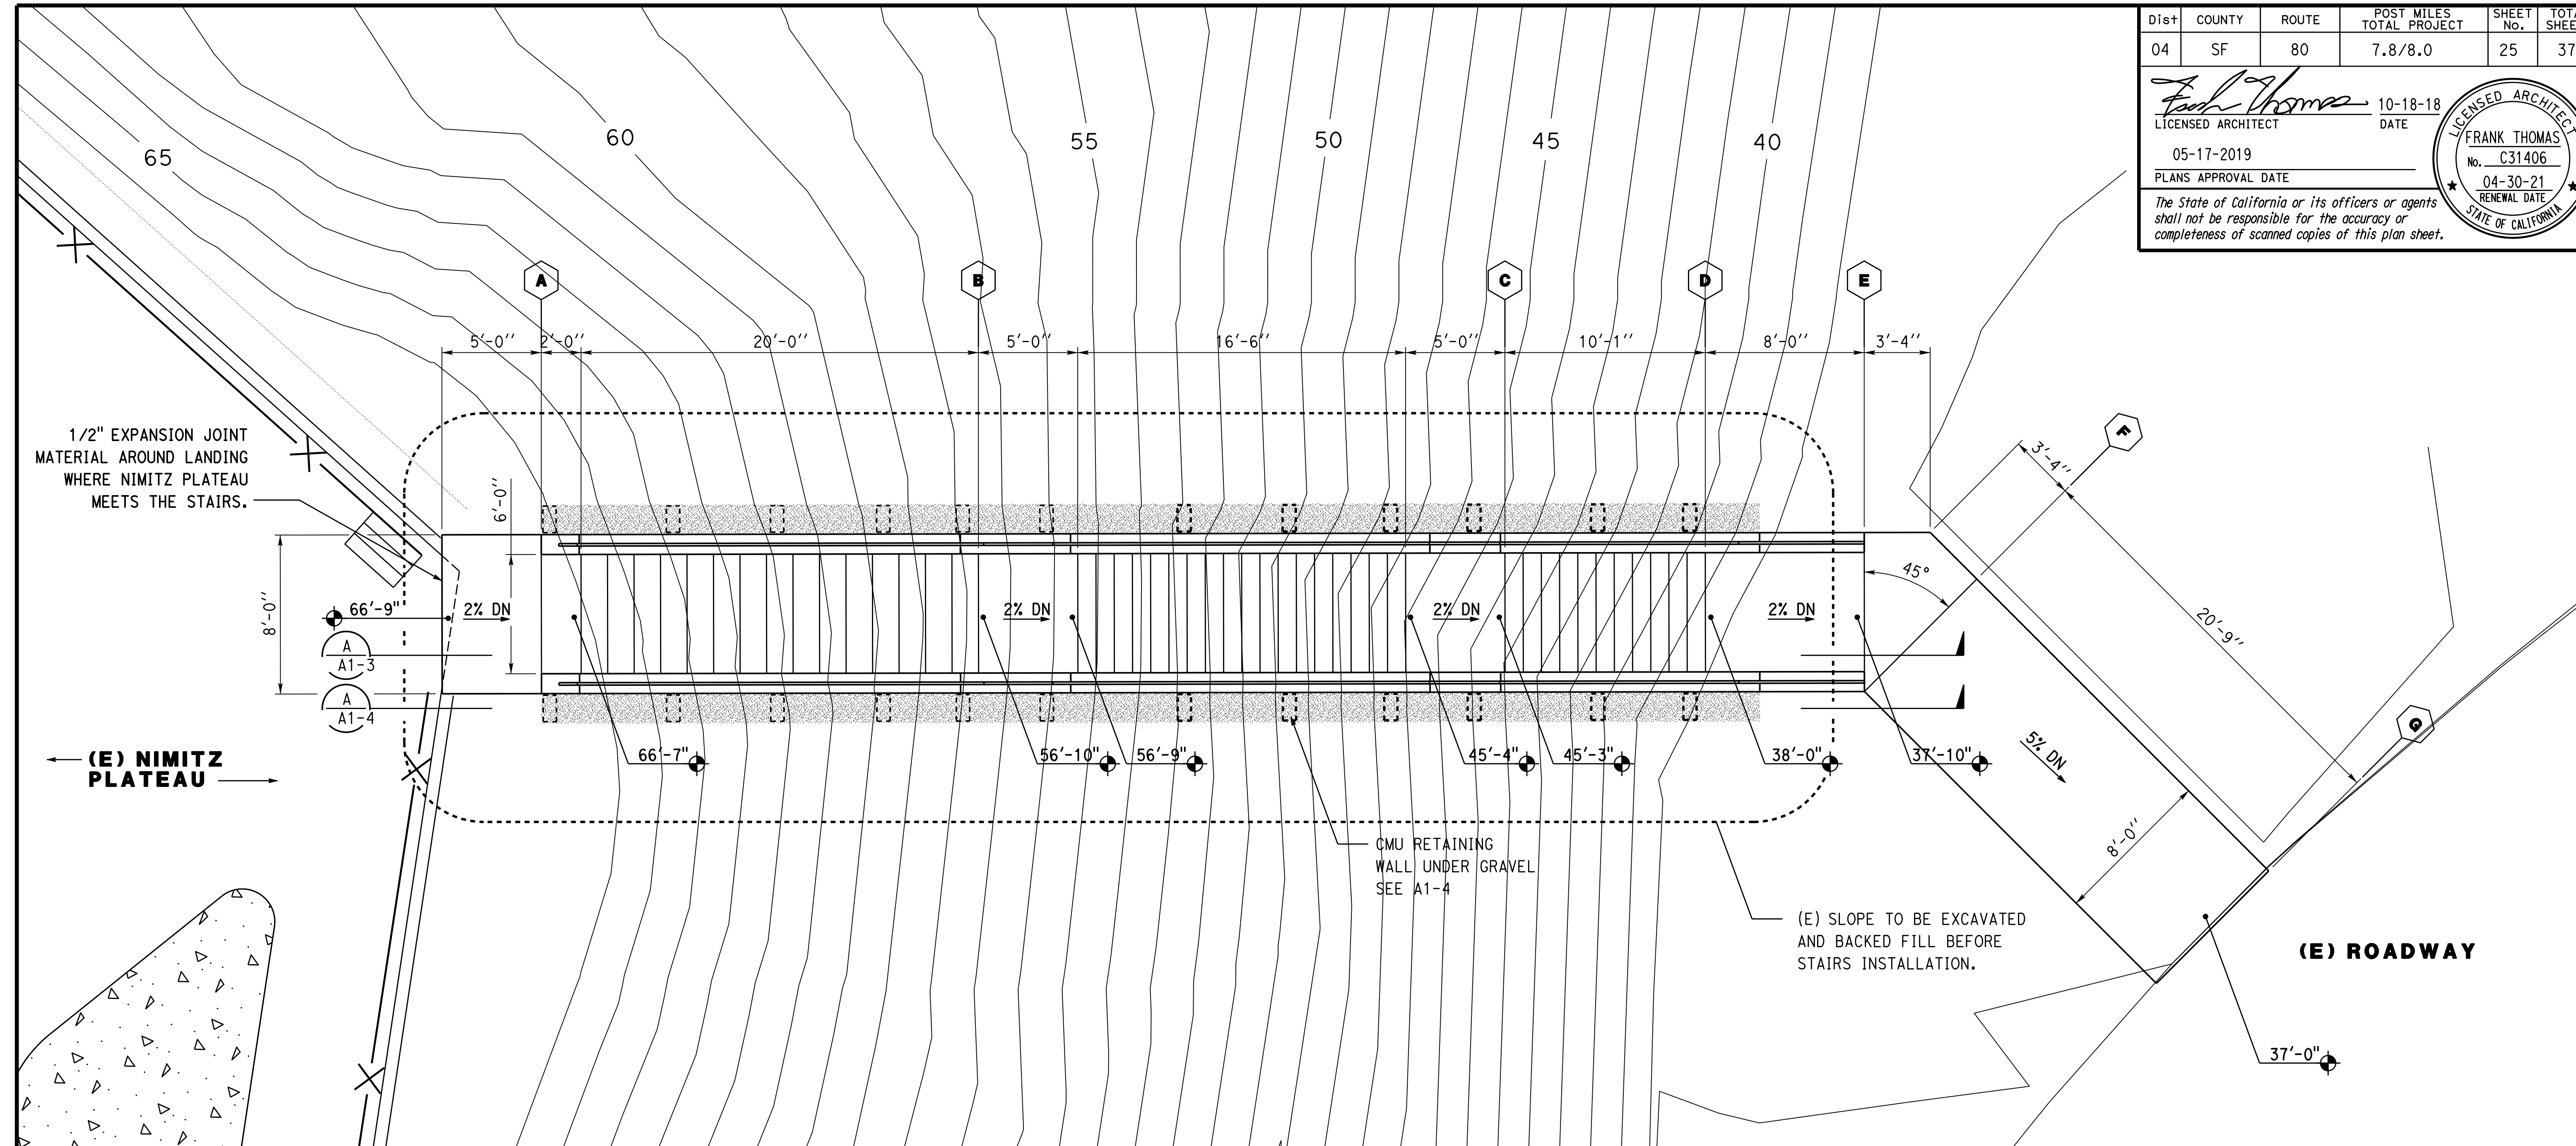 Dist COUNTY ROUTE POST MILES TOTAL PROJECT SHEET No.
04 SF 80 7.8/8.0 25 37
10-18-18
LICENSED ARCHITECT DATE
05-17-2019
PLANS APPROVAL DATE
The State of California or its officers or agents
shall not be responsible for the accuracy or
completeness of scanned copies of this plan sheet.
LICENSED ARCHITECT
FRANK THOMAS
No. C31406
04-30-21
RENEWAL DATE
STATE OF CALIFORNIA
65 60 55 50 45 40
A B C D E
5'-0" 2'-0" 20'-0" 5'-0" 16'-6" 5'-0" 10'-1" 8'-0" 3'-4"
1/2" EXPANSION JOINT
MATERIAL AROUND LANDING
WHERE NIMITZ PLATEAU
MEETS THE STAIRS.
6'-0"
8'-0"
66'-9" 2% DN 2% DN 2% DN 2% DN
A
A1-3
A
A1-4
45°
3'-4"
F
20'-9"
G
5% DN
8'-0"
66'-7" 56'-10" 56'-9" 45'-4" 45'-3" 38'-0" 37'-10"
(E) NIMITZ
PLATEAU
CMU RETAINING
WALL UNDER GRAVEL
SEE A1-4
(E) SLOPE TO BE EXCAVATED
AND BACKED FILL BEFORE
STAIRS INSTALLATION.
(E) ROADWAY
37'-0"